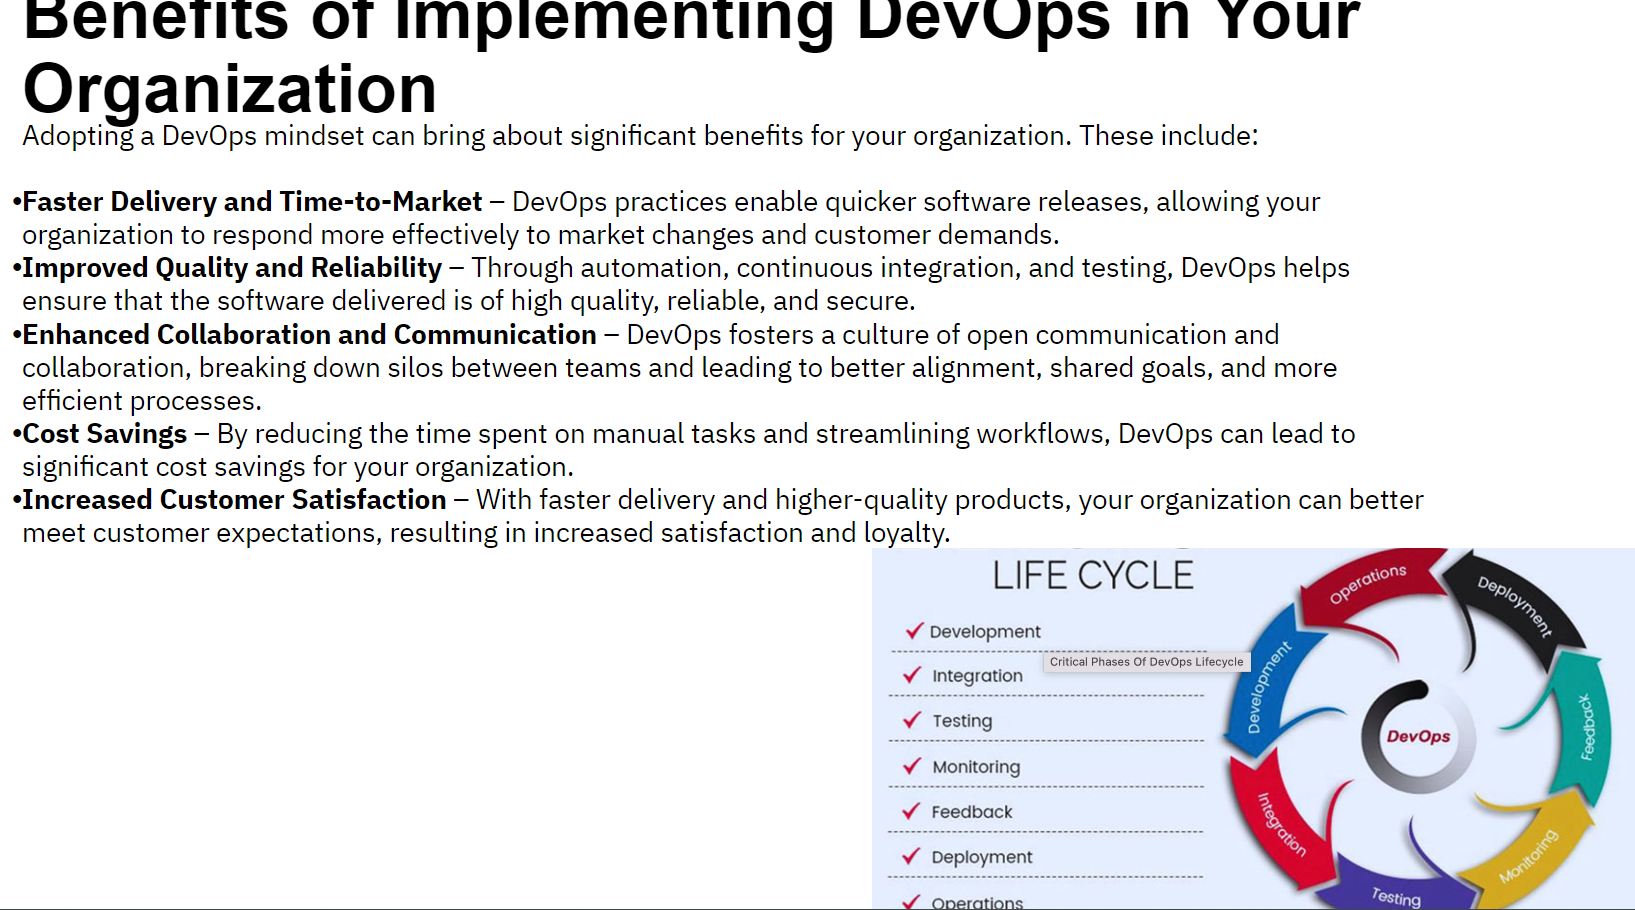 Benefits of Implementing DevOps in Your
Organization
Adopting a DevOps mindset can bring about significant benefits for your organization. These include:
•Faster Delivery and Time-to-Market – DevOps practices enable quicker software releases, allowing your
organization to respond more effectively to market changes and customer demands.
•Improved Quality and Reliability – Through automation, continuous integration, and testing, DevOps helps
ensure that the software delivered is of high quality, reliable, and secure.
•Enhanced Collaboration and Communication – DevOps fosters a culture of open communication and
collaboration, breaking down silos between teams and leading to better alignment, shared goals, and more
efficient processes.
•Cost Savings – By reducing the time spent on manual tasks and streamlining workflows, DevOps can lead to
significant cost savings for your organization.
•Increased Customer Satisfaction – With faster delivery and higher-quality products, your organization can better
meet customer expectations, resulting in increased satisfaction and loyalty.
LIFE CYCLE
Development
Integration
Testing
Monitoring
Feedback
Deployment
Operations
Critical Phases Of DevOps Lifecycle
Operations
Deployment
Feedback
Monitoring
Testing
Integration
Development
DevOps